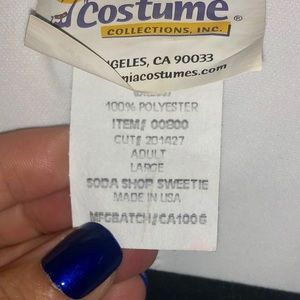 Costume ®
COLLECTIONS, INC.
NGELES, CA 90033
miacostumes.com
100% POLYESTER
ITEM# 00800
CUT# 201427
ADULT
LARGE
SODA SHOP SWEETIE
MADE IN USA
MFGBATCH#CA1006